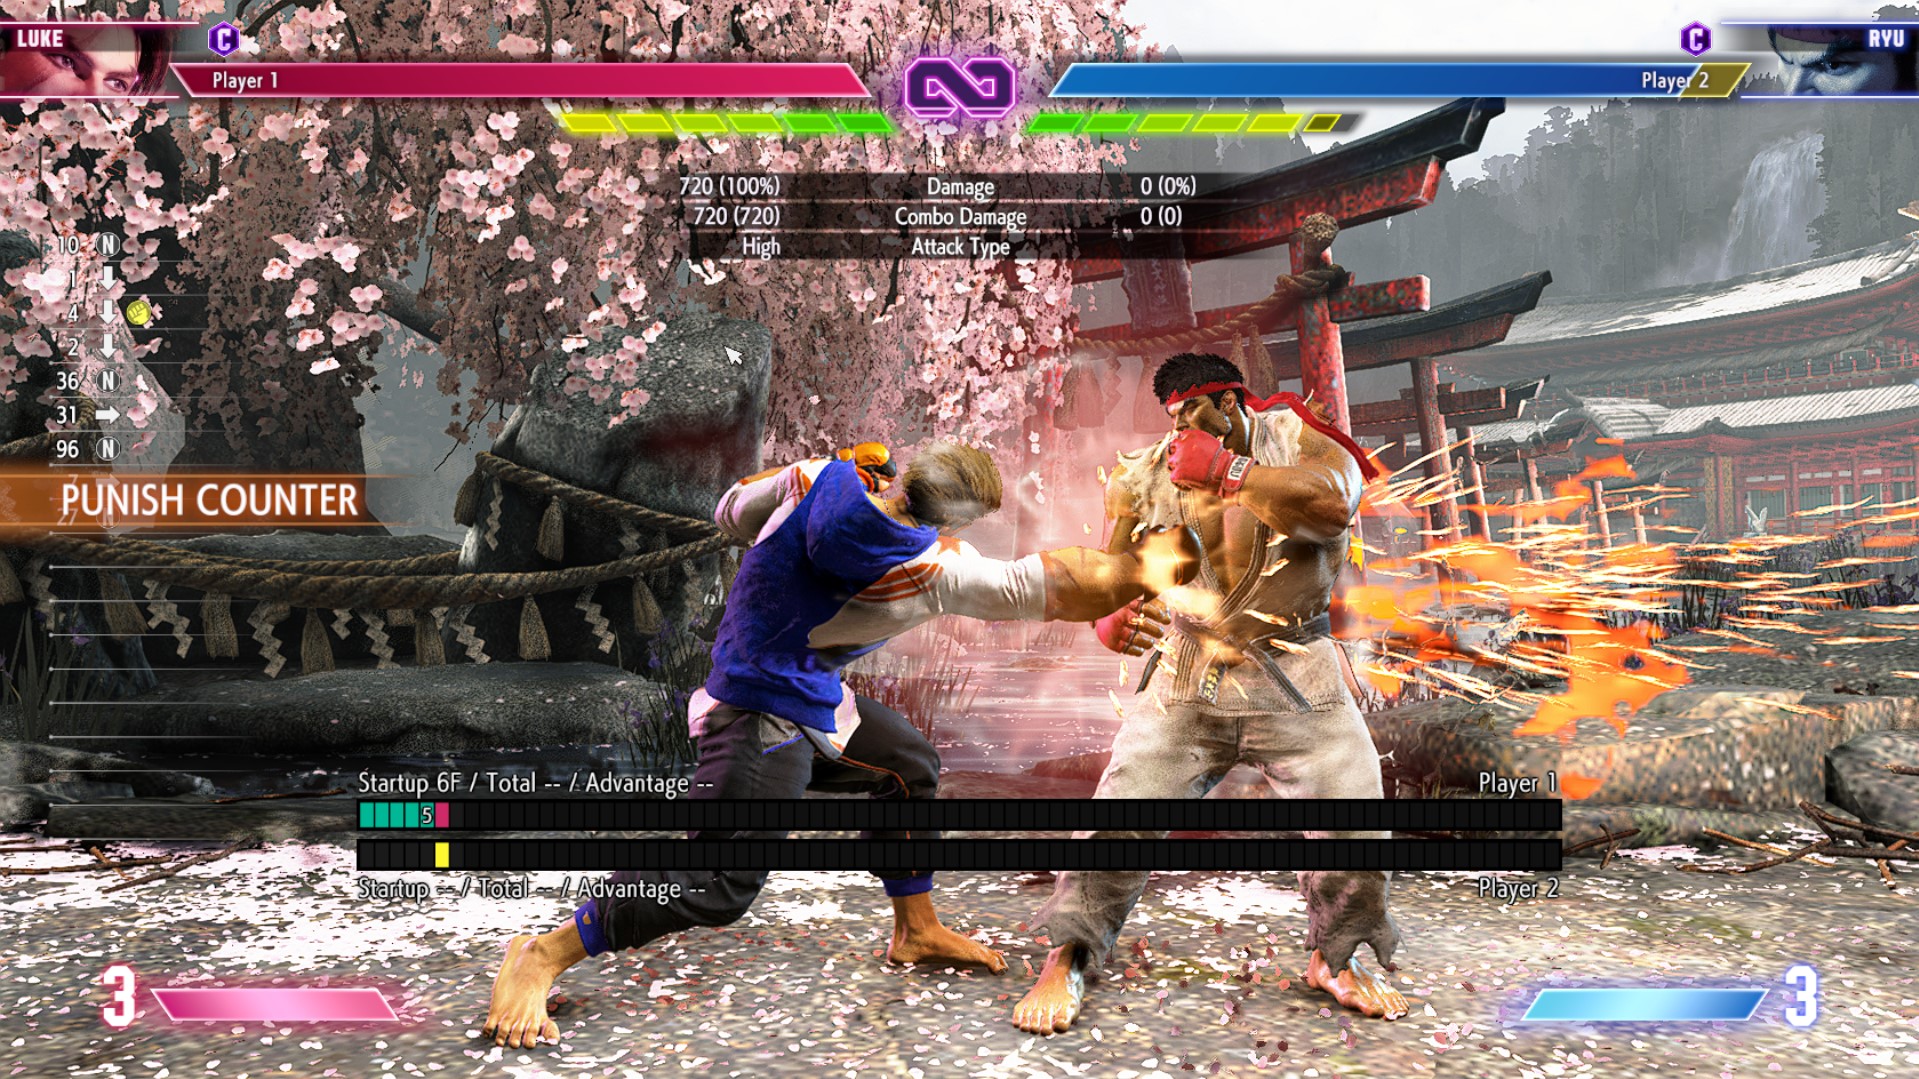 LUKE
C
C
RYU
Player 1
Player 2
720 (100%) Damage 0 (0%)
720 (720) Combo Damage 0 (0)
High Attack Type
10 N
1
4
2
36 N
31
96 N
PUNISH COUNTER
Startup 6F / Total -- / Advantage --
Player 1
5
Startup -- / Total -- / Advantage --
Player 2
3
3